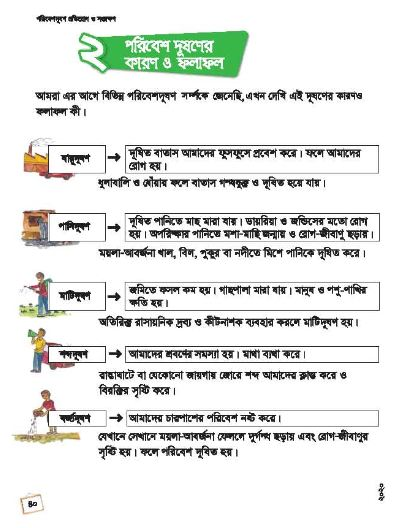 পরিবেশদূষণ প্রতিরোধ ও সংরক্ষণ
২
পরিবেশ দূষণের
কারণ ও ফলাফল
আমরা এর আগে বিভিন্ন পরিবেশদূষণ সম্পর্কে জেনেছি, এখন দেখি এই দূষণের কারণও
ফলাফল কী।
বায়ুদূষণ
দূষিত বাতাস আমাদের ফুসফুসে প্রবেশ করে। ফলে আমাদের
রোগ হয়।
ধুলাবালি ও ধোঁয়ার ফলে বাতাস গন্ধযুক্ত ও দূষিত হয়ে যায়।
পানিদূষণ
দূষিত পানিতে মাছ মারা যায়। ডায়রিয়া ও জন্ডিসের মতো রোগ
হয়। অপরিষ্কার পানিতে মশা-মাছি জন্মায় ও রোগ-জীবাণু ছড়ায়।
ময়লা-আবর্জনা খাল, বিল, পুকুর বা নদীতে মিশে পানিকে দূষিত করে।
মাটিদূষণ
জমিতে ফসল কম হয়। গাছপালা মারা যায়। মানুষ ও পশু-পাখির
ক্ষতি হয়।
অতিরিক্ত রাসায়নিক দ্রব্য ও কীটনাশক ব্যবহার করলে মাটিদূষণ হয়।
শব্দদূষণ
আমাদের শ্রবণের সমস্যা হয়। মাথা ব্যথা করে।
রাস্তাঘাটে বা যেকোনো জায়গায় জোরে শব্দ আমাদের ক্লান্ত করে ও
বিরক্তির সৃষ্টি করে।
বর্জ্যদূষণ
আমাদের চারপাশের পরিবেশ নষ্ট করে।
যেখানে সেখানে ময়লা-আবর্জনা ফেললে দুর্গন্ধ ছড়ায় এবং রোগ-জীবাণুর
সৃষ্টি হয়। ফলে পরিবেশ দূষিত হয়।
৪০
২০২০